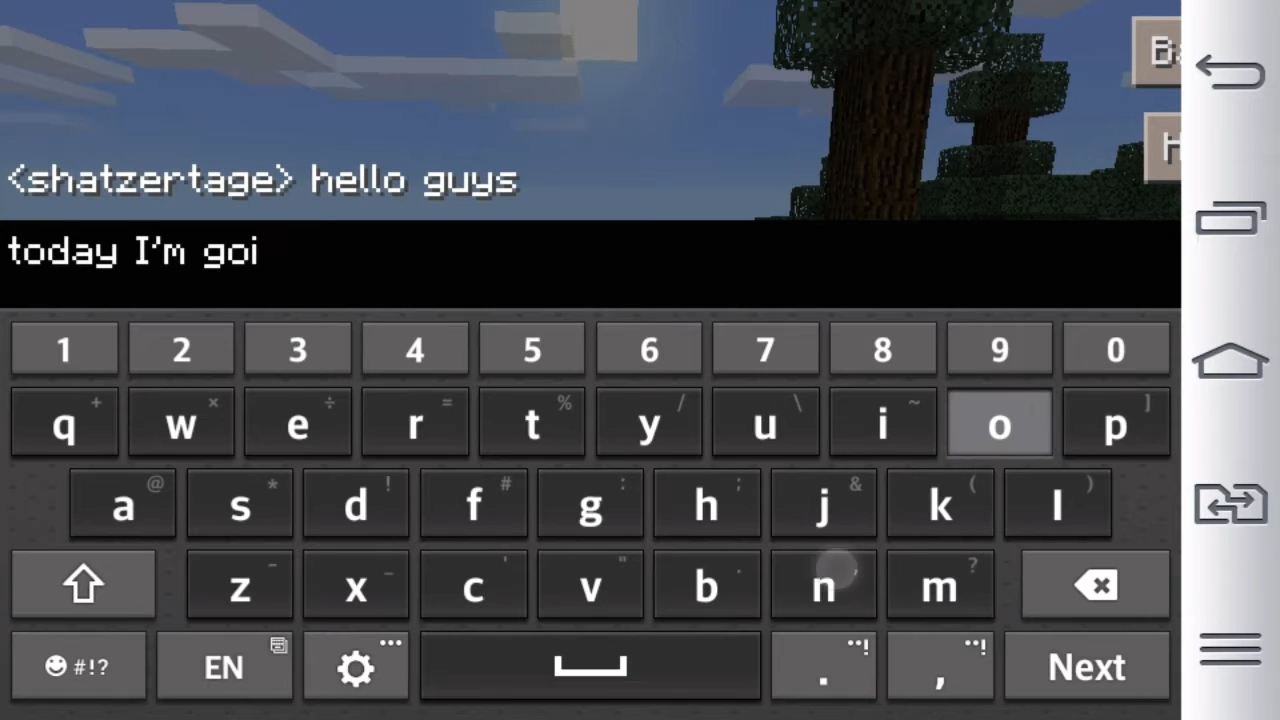 B
H
<shatzertage> hello guys
today I'm goi
1 2 3 4 5 6 7 8 9 0
q + w × e ÷ r = t % y / u \ i ~ o p ]
a @ s * d ! f # g : h ; j & k ( l )
z - x _ c ' v " b . n , m ?
#!? EN ... . ..! , ..! Next